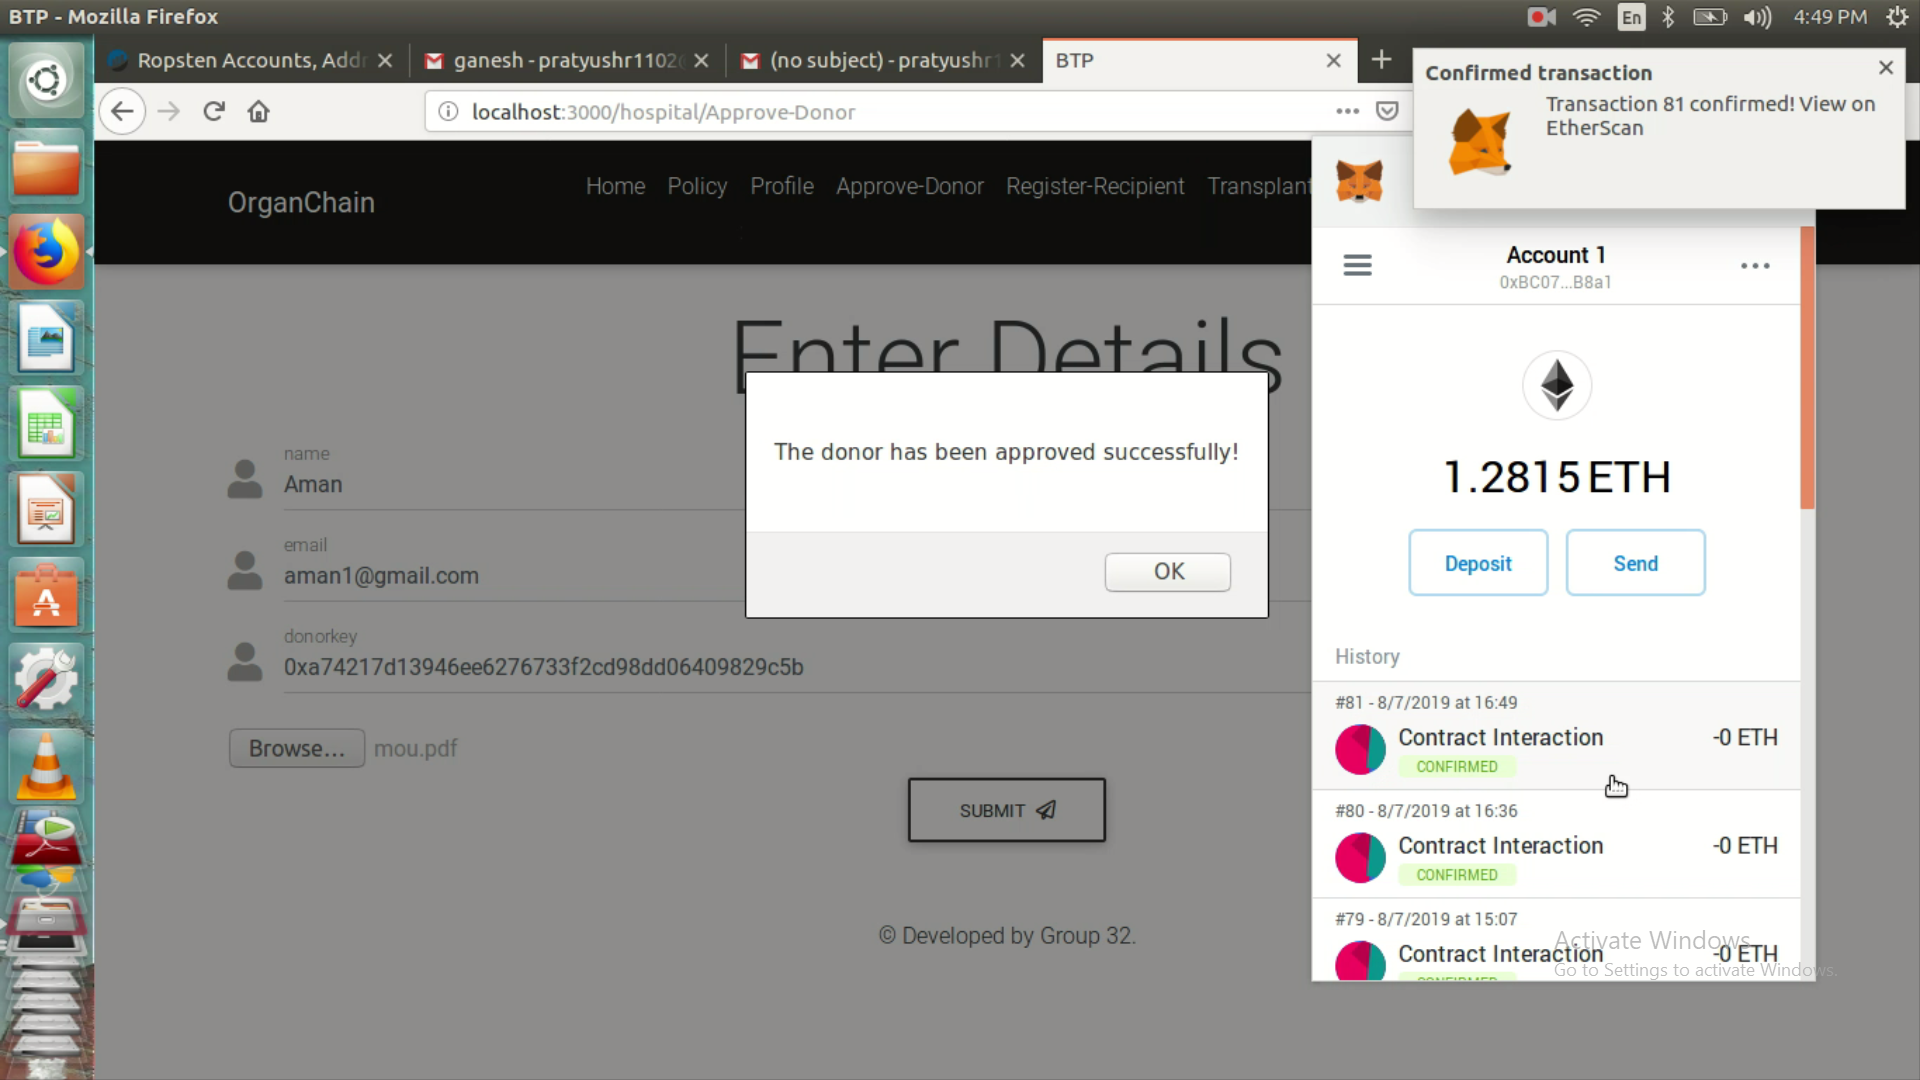 BTP - Mozilla Firefox
En
4:49 PM
Ropsten Accounts, Addr
ganesh - pratyushr1102
(no subject) - pratyushr1
BTP
localhost:3000/hospital/Approve-Donor
Confirmed transaction
Transaction 81 confirmed! View on
EtherScan
OrganChain
Home Policy Profile Approve-Donor Register-Recipient Transplant
Account 1
0xBC07...B8a1
Enter Details
1.2815 ETH
Deposit
Send
The donor has been approved successfully!
OK
name
Aman
email
aman1@gmail.com
donorkey
0xa74217d13946ee6276733f2cd98dd06409829c5b
Browse...
mou.pdf
SUBMIT
© Developed by Group 32.
History
#81 - 8/7/2019 at 16:49
Contract Interaction -0 ETH
CONFIRMED
#80 - 8/7/2019 at 16:36
Contract Interaction -0 ETH
CONFIRMED
#79 - 8/7/2019 at 15:07
Contract Interaction -0 ETH
CONFIRMED
Activate Windows
Go to Settings to activate Windows.